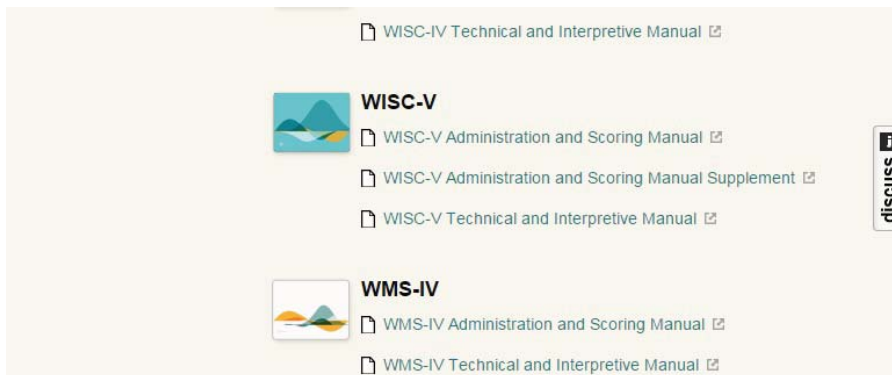 WISC-IV Technical and Interpretive Manual
WISC-V
WISC-V Administration and Scoring Manual
WISC-V Administration and Scoring Manual Supplement
WISC-V Technical and Interpretive Manual
discuss
WMS-IV
WMS-IV Administration and Scoring Manual
WMS-IV Technical and Interpretive Manual